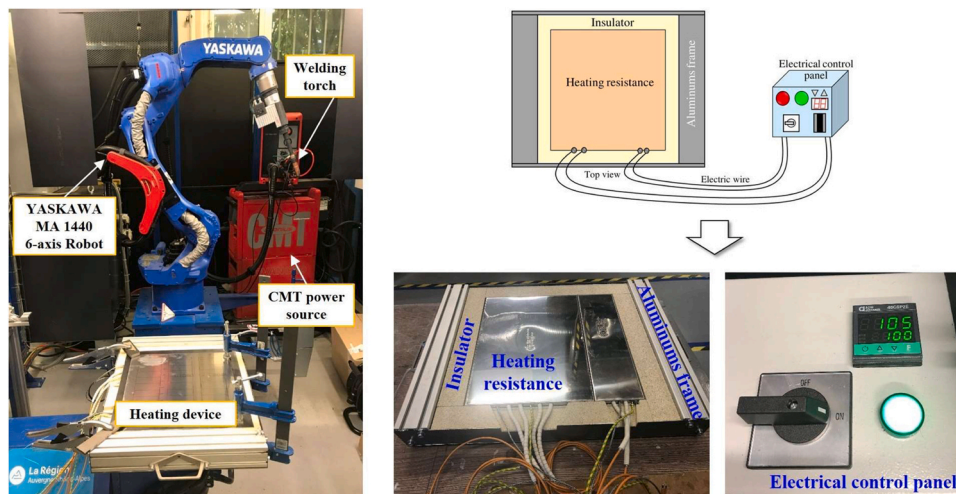 YASKAWA
Welding
torch
YASKAWA
MA 1440
6-axis Robot
CMT
CMT power
source
Heating device
La Région
Auvergne-Rhône-Alpes
Insulator
Heating resistance
Aluminums frame
Electrical control
panel
Top view
Electric wire
Insulator
Heating
resistance
Aluminums frame
105
100
OFF
ON
Electrical control panel